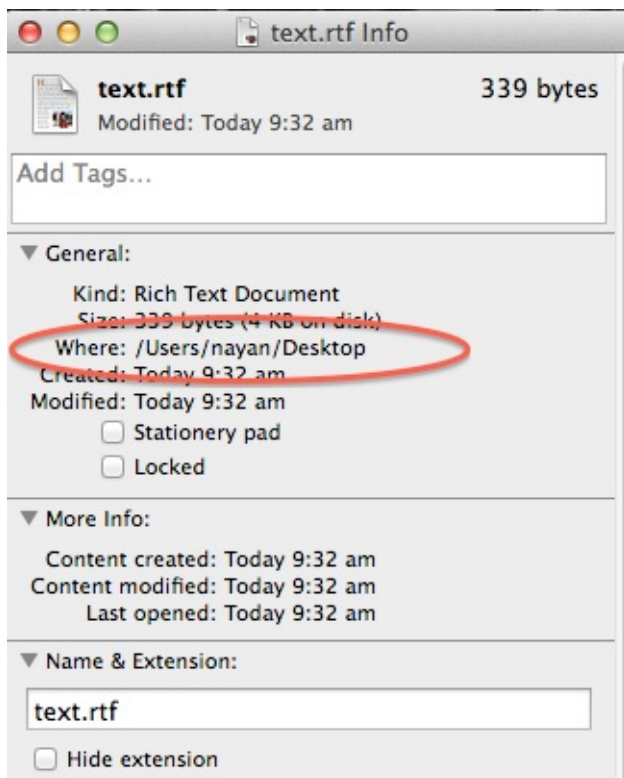 text.rtf Info
text.rtf 339 bytes
Modified: Today 9:32 am
Add Tags...
General:
Kind: Rich Text Document
Size: 339 bytes (4 KB on disk)
Where: /Users/nayan/Desktop
Created: Today 9:32 am
Modified: Today 9:32 am
Stationery pad
Locked
More Info:
Content created: Today 9:32 am
Content modified: Today 9:32 am
Last opened: Today 9:32 am
Name & Extension:
text.rtf
Hide extension